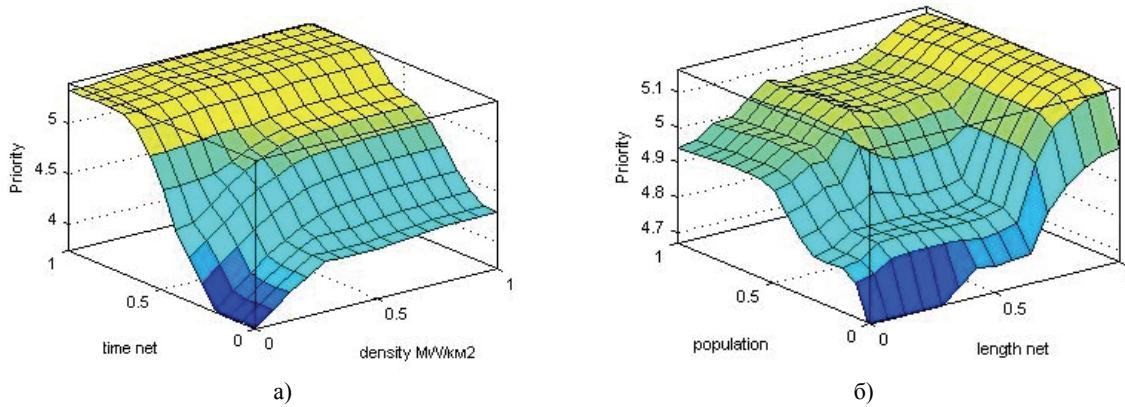 5
4.5
4
Priority
1
0.5
0
time net
0
0.5
1
density MW/км2
а)
5.1
5
4.9
4.8
4.7
Priority
1
0.5
0
population
0
0.5
1
length net
б)